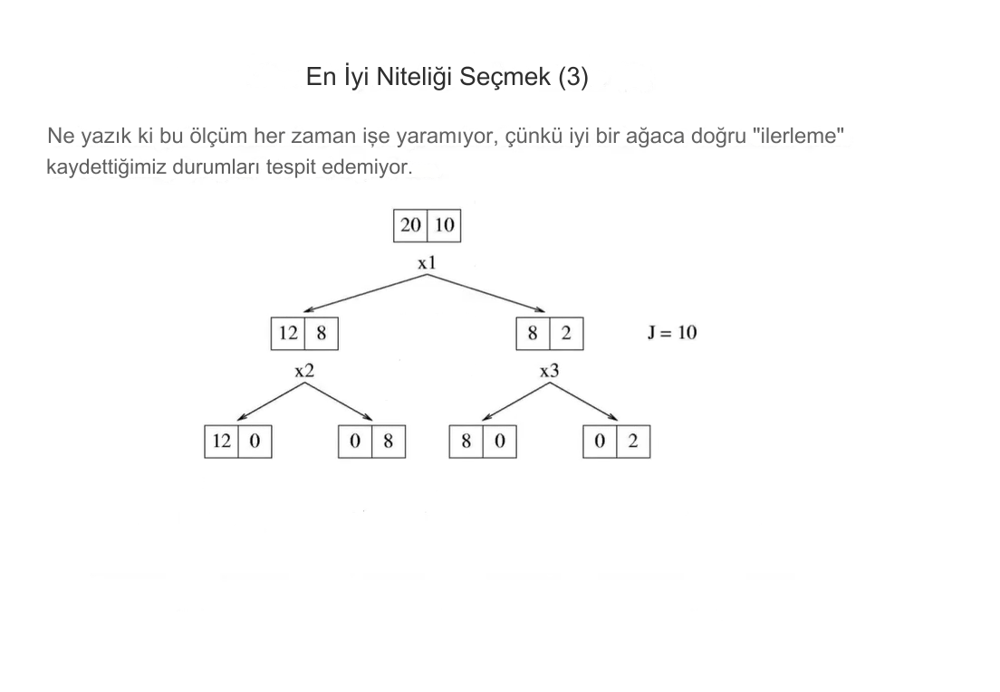 En İyi Niteliği Seçmek (3)
Ne yazık ki bu ölçüm her zaman işe yaramıyor, çünkü iyi bir ağaca doğru "ilerleme"
kaydettiğimiz durumları tespit edemiyor.
20 10
x1
12 8 8 2 J = 10
x2 x3
12 0 0 8 8 0 0 2